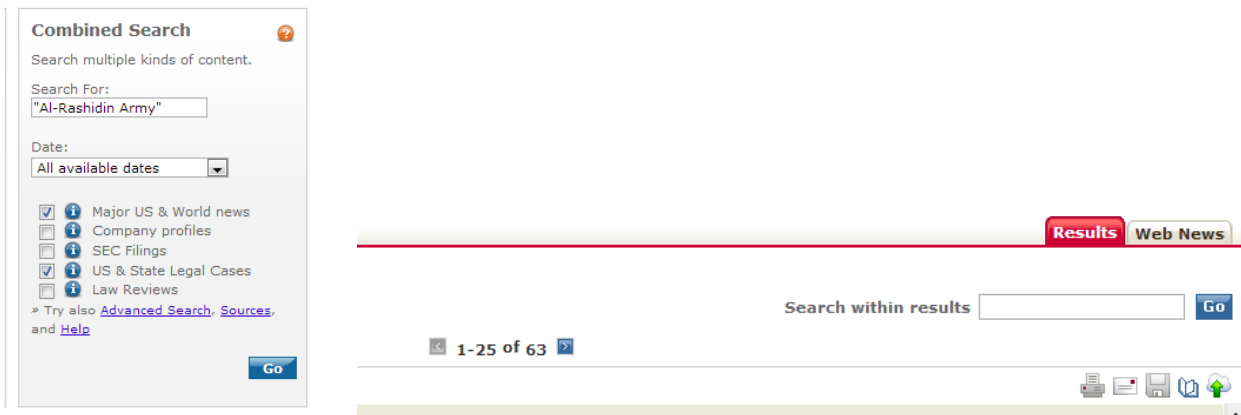 Combined Search
Search multiple kinds of content.
Search For:
"Al-Rashidin Army"
Date:
All available dates
Major US & World news
Company profiles
SEC Filings
US & State Legal Cases
Law Reviews
» Try also Advanced Search, Sources,
and Help
Go
Results Web News
Search within results Go
1-25 of 63